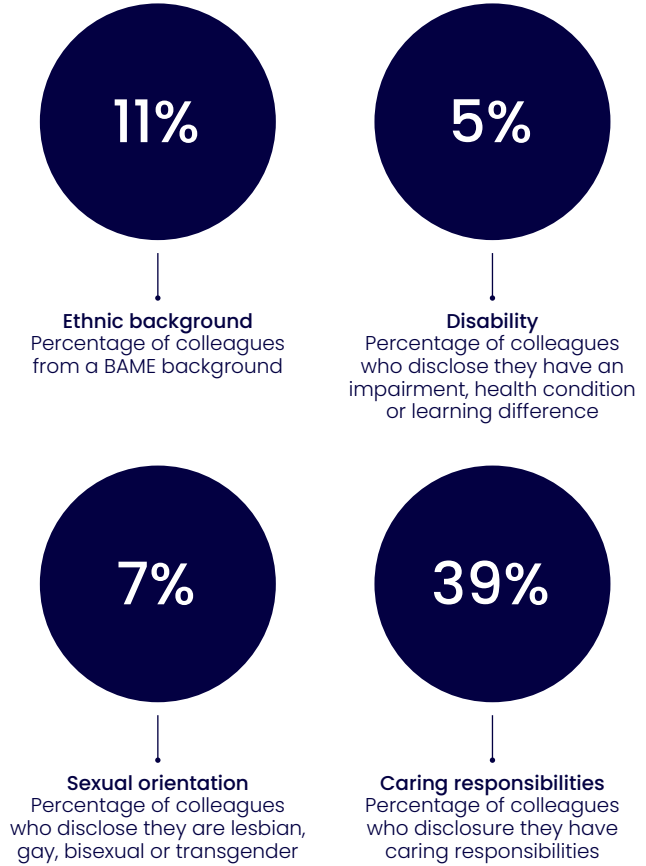 11%
Ethnic background
Percentage of colleagues
from a BAME background
5%
Disability
Percentage of colleagues
who disclose they have an
impairment, health condition
or learning difference
7%
Sexual orientation
Percentage of colleagues
who disclose they are lesbian,
gay, bisexual or transgender
39%
Caring responsibilities
Percentage of colleagues
who disclosure they have
caring responsibilities